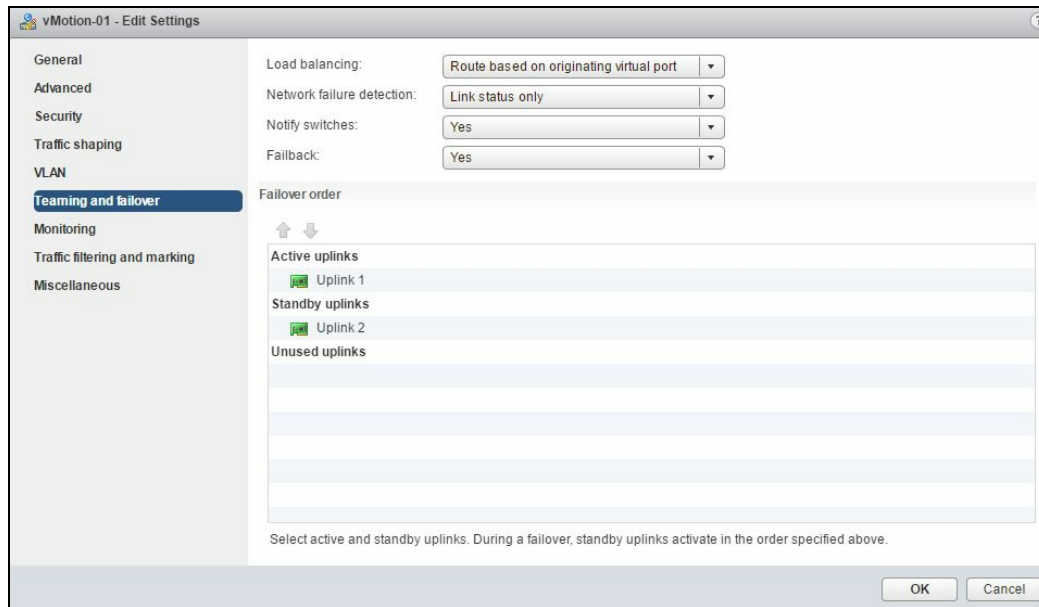 vMotion-01 - Edit Settings
General
Advanced
Security
Traffic shaping
VLAN
Teaming and failover
Monitoring
Traffic filtering and marking
Miscellaneous
Load balancing:
Route based on originating virtual port
Network failure detection:
Link status only
Notify switches:
Yes
Failback:
Yes
Failover order
Active uplinks
Uplink 1
Standby uplinks
Uplink 2
Unused uplinks
Select active and standby uplinks. During a failover, standby uplinks activate in the order specified above.
OK
Cancel